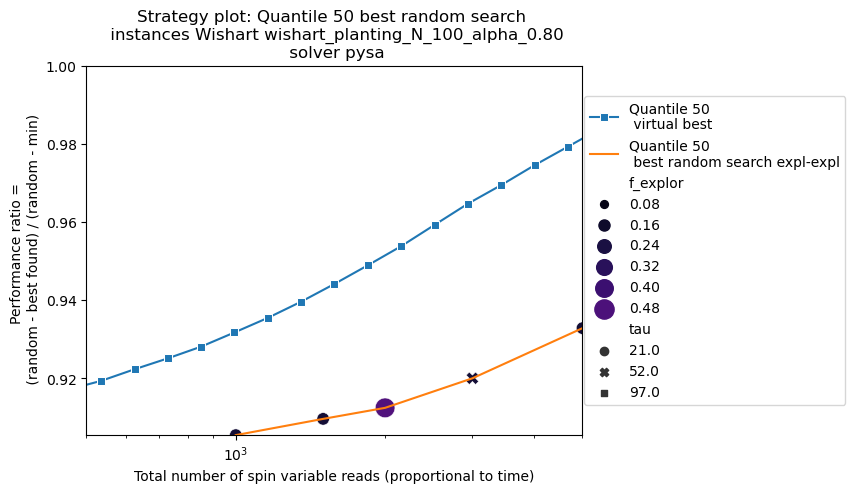 Strategy plot: Quantile 50 best random search
instances Wishart wishart_planting_N_100_alpha_0.80
solver pysa
Performance ratio =
(random - best found) / (random - min)
1.00
0.98
0.96
0.94
0.92
10^3
Total number of spin variable reads (proportional to time)
Quantile 50
virtual best
Quantile 50
best random search expl-expl
f_explor
0.08
0.16
0.24
0.32
0.40
0.48
tau
21.0
52.0
97.0